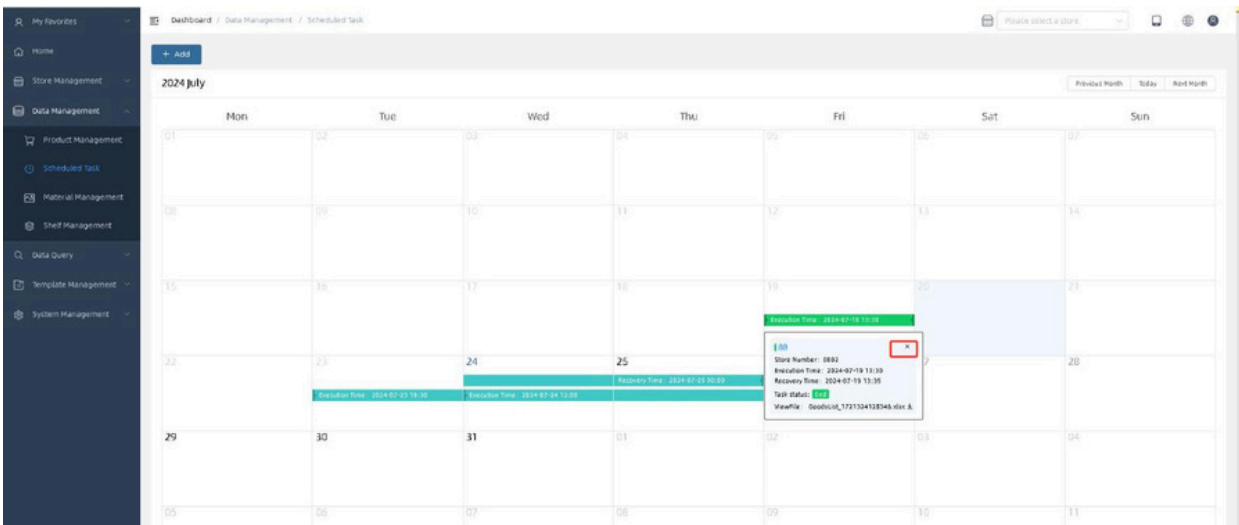 My Favorites
Dashboard / Data Management / Scheduled Task
Please select a store
Home
+ Add
Store Management
2024 July
Previous Month Today Next Month
Data Management
Mon Tue Wed Thu Fri Sat Sun
Product Management
01 02 03 04 05 06 07
Scheduled Task
Material Management
08 09 10 11 12 13 14
Shelf Management
Data Query
Template Management
15 16 17 18 19 20 21
System Management
Execution Time: 2024-07-19 13:30
Store Number: 0002
Execution Time: 2024-07-19 13:30
Recovery Time: 2024-07-19 13:35
Task status: End
ViewFile:
22 23 24 25 28
Recovery Time: 2024-07-25 00:00
Execution Time: 2024-07-23 19:30
Execution Time: 2024-07-24 12:00
29 30 31 01 02 03 04
05 06 07 08 09 10 11